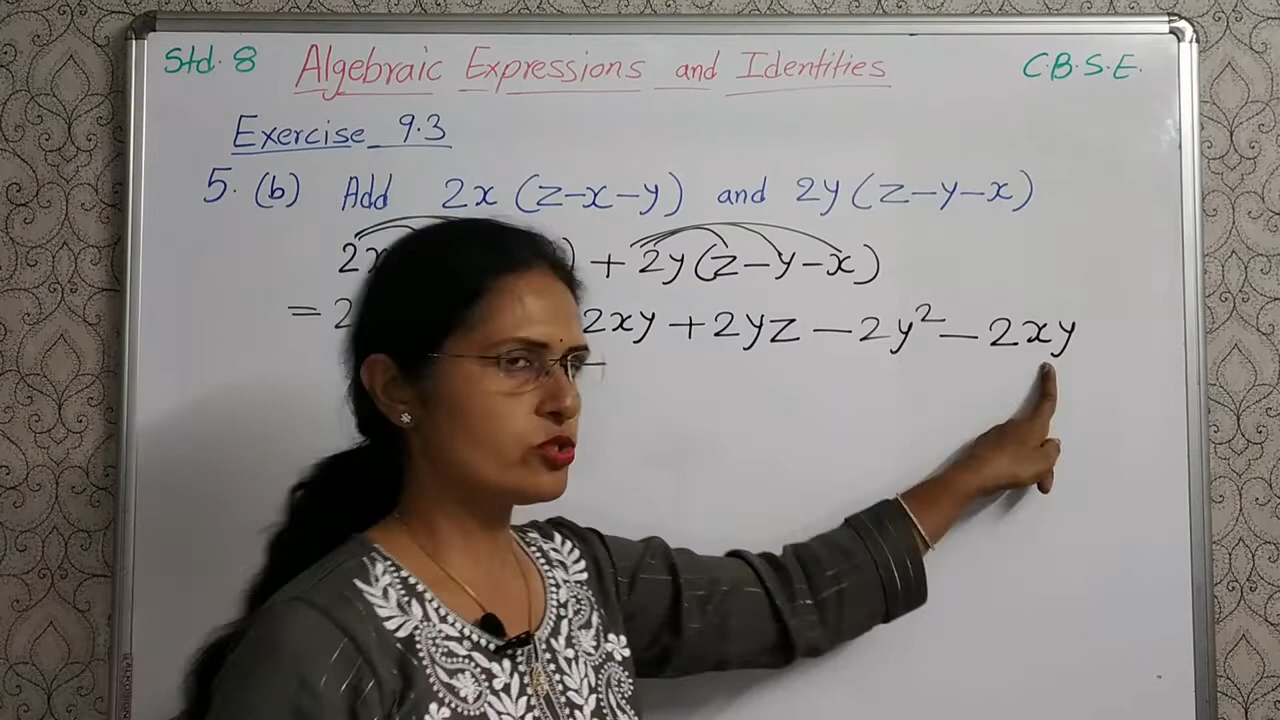 Std. 8 Algebraic Expressions and Identities C.B.S.E.
Exercise 9.3
5. (b) Add 2x (z-x-y) and 2y (z-y-x)
2x ) + 2y(z-y-x)
= 2 2xy + 2yz - 2y² - 2xy